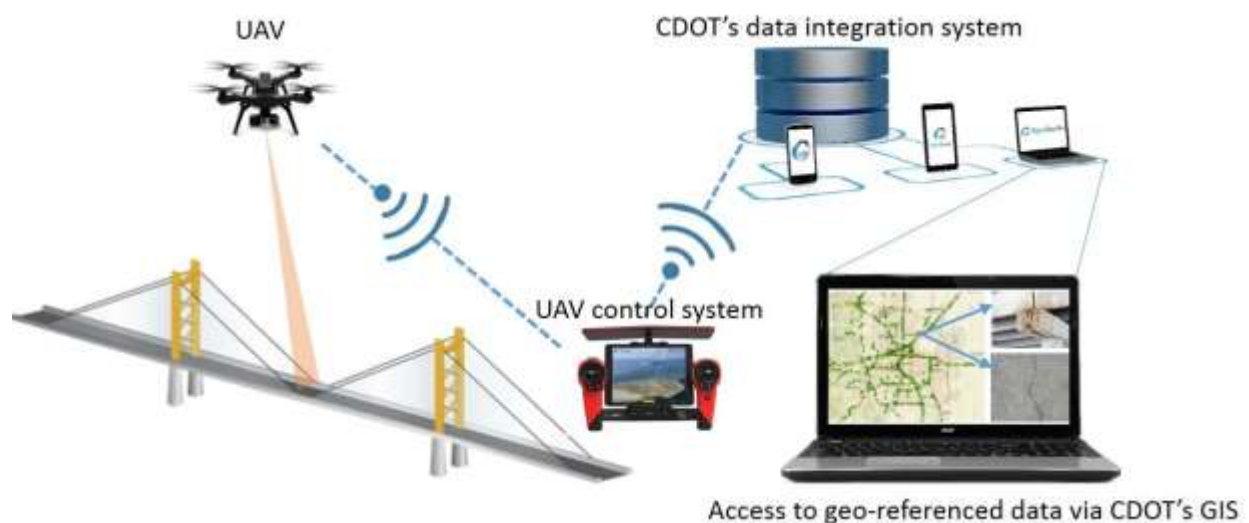 UAV
CDOT's data integration system
UAV control system
Access to geo-referenced data via CDOT's GIS